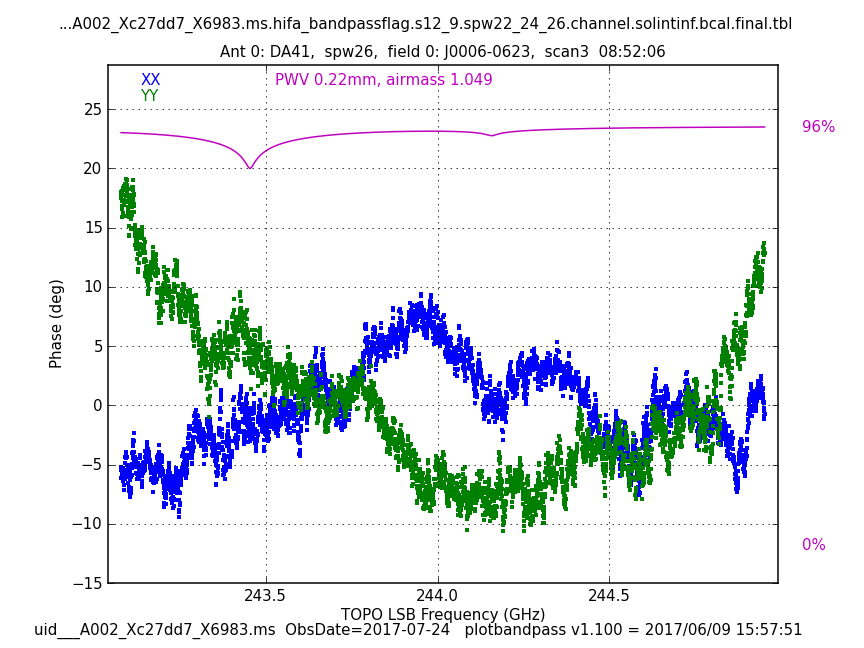 ...A002_Xc27dd7_X6983.ms.hifa_bandpassflag.s12_9.spw22_24_26.channel.solintinf.bcal.final.tbl
Ant 0: DA41,  spw26,  field 0: J0006-0623,  scan3  08:52:06
XX
YY
PWV 0.22mm, airmass 1.049
96%
0%
25
20
15
10
5
0
−5
−10
−15
Phase (deg)
243.5
244.0
244.5
TOPO LSB Frequency (GHz)
uid___A002_Xc27dd7_X6983.ms  ObsDate=2017-07-24   plotbandpass v1.100 = 2017/06/09 15:57:51